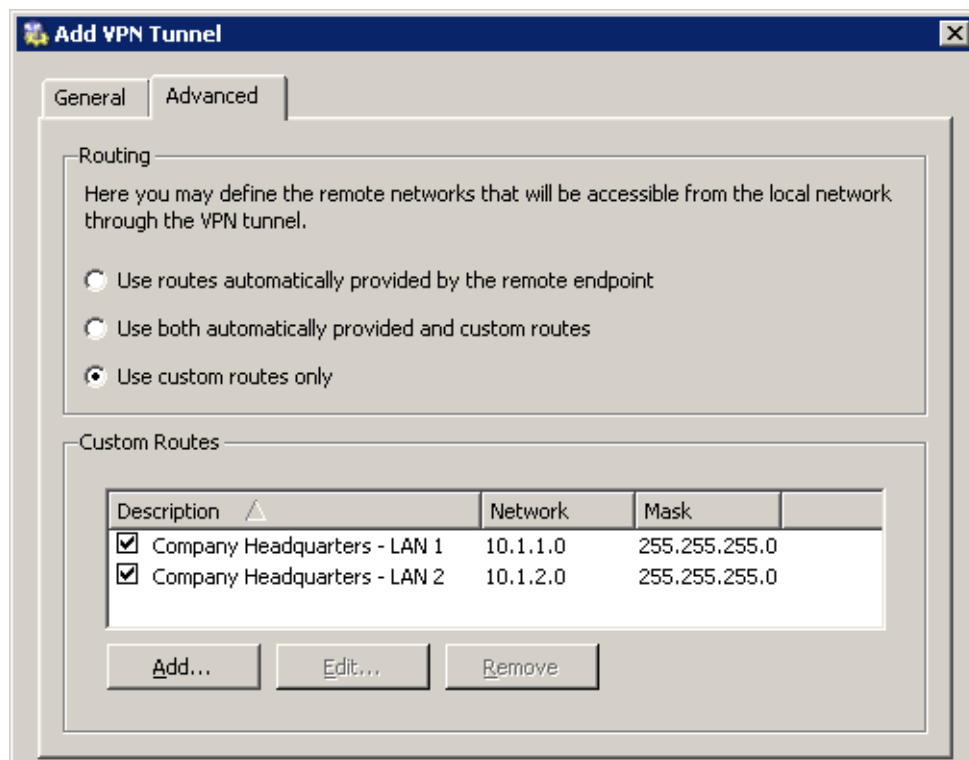 Add VPN Tunnel
General Advanced
Routing
Here you may define the remote networks that will be accessible from the local network
through the VPN tunnel.
Use routes automatically provided by the remote endpoint
Use both automatically provided and custom routes
Use custom routes only
Custom Routes
Description Network Mask
Company Headquarters - LAN 1 10.1.1.0 255.255.255.0
Company Headquarters - LAN 2 10.1.2.0 255.255.255.0
Add... Edit... Remove